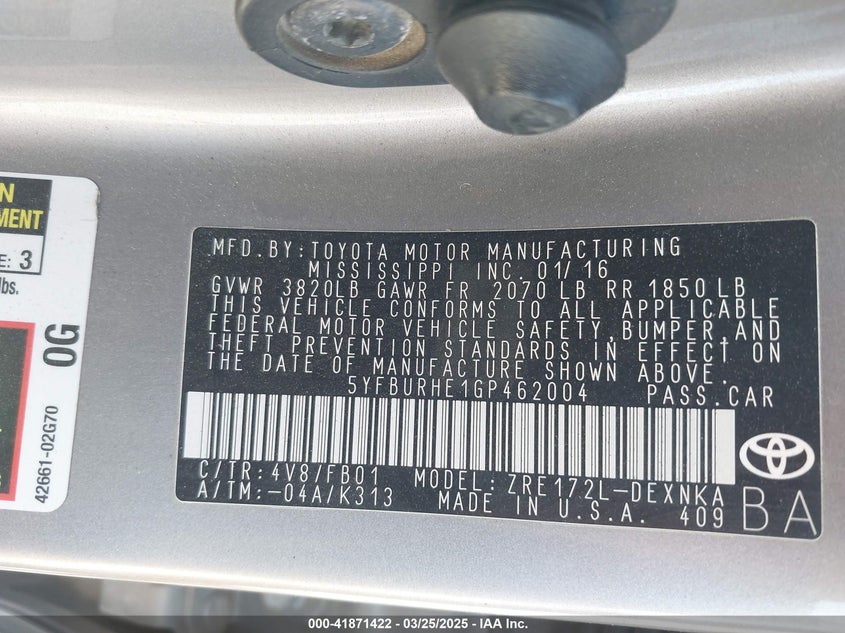 N
MENT
E: 3
lbs.
0G
42661-02G70
MFD.BY:TOYOTA MOTOR MANUFACTURING
MISSISSIPPI INC. 01/16
GVWR 3820LB GAWR FR 2070 LB RR 1850 LB
THIS VEHICLE CONFORMS TO ALL APPLICABLE
FEDERAL MOTOR VEHICLE SAFETY,BUMPER,AND
THEFT PREVENTION STANDARDS IN EFFECT ON
THE DATE OF MANUFACTURE SHOWN ABOVE.
5YFBURHE1GP462004 PASS.CAR
C/TR:4V8/FB01 MODEL:ZRE172L-DEXNKA
A/TM:-04A/K313 MADE IN U.S.A. 409
BA
000-41871422 - 03/25/2025 - IAA Inc.